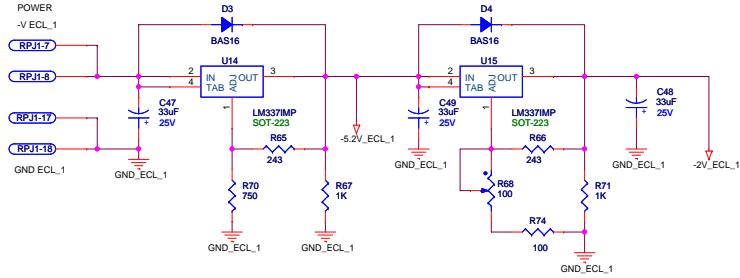 POWER
-V ECL_1
RPJ1-7
RPJ1-8
RPJ1-17
RPJ1-18
GND ECL_1
D3
BAS16
U14
2 IN OUT 3
4 TAB ADJ
1
LM337IMP
SOT-223
C47
33uF
25V
+
GND_ECL_1
R65
243
R70
750
R67
1K
GND_ECL_1
GND_ECL_1
-5.2V_ECL_1
D4
BAS16
U15
2 IN OUT 3
4 TAB ADJ
1
LM337IMP
SOT-223
C49
33uF
25V
+
GND_ECL_1
R66
243
R68
100
R71
1K
R74
100
GND_ECL_1
C48
33uF
25V
+
GND_ECL_1
-2V_ECL_1